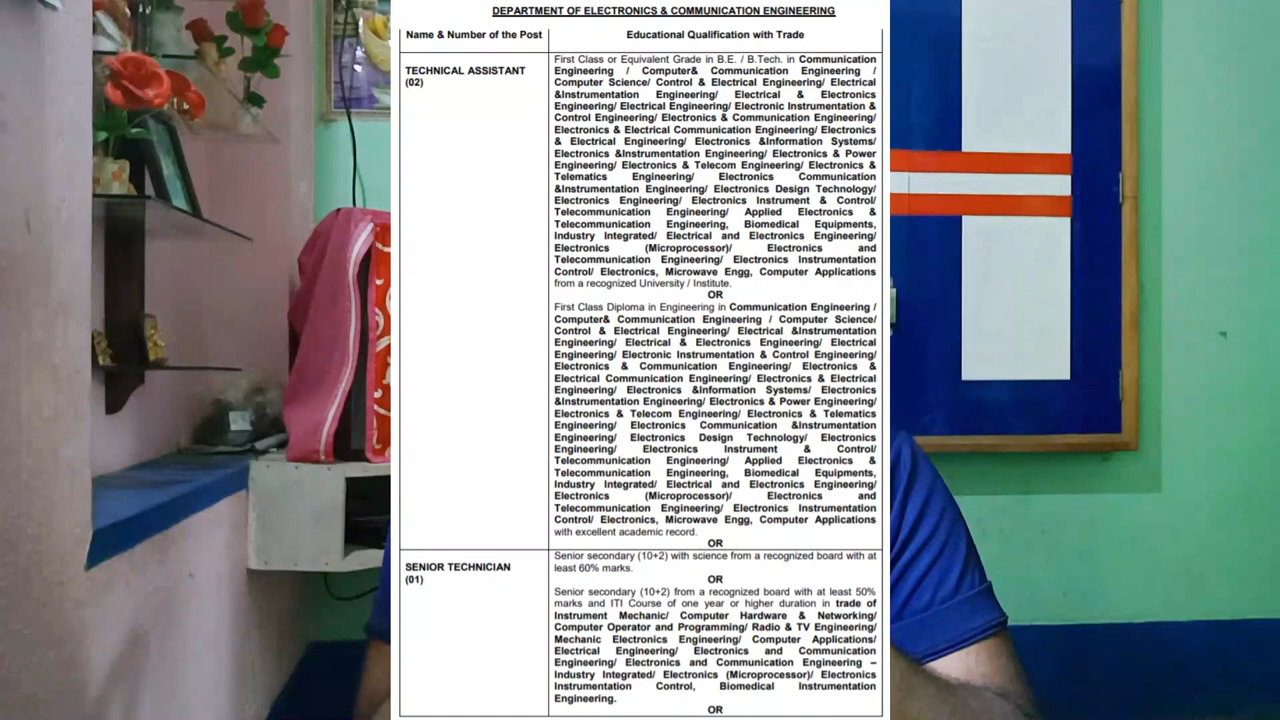 DEPARTMENT OF ELECTRONICS & COMMUNICATION ENGINEERING
Name & Number of the Post
Educational Qualification with Trade
TECHNICAL ASSISTANT
(02)
First Class or Equivalent Grade in B.E. / B.Tech. in Communication
Engineering / Computer& Communication Engineering /
Computer Science/ Control & Electrical Engineering/ Electrical
&Instrumentation Engineering/ Electrical & Electronics
Engineering/ Electrical Engineering/ Electronic Instrumentation &
Control Engineering/ Electronics & Communication Engineering/
Electronics & Electrical Communication Engineering/ Electronics
& Electrical Engineering/ Electronics &Information Systems/
Electronics &Instrumentation Engineering/ Electronics & Power
Engineering/ Electronics & Telecom Engineering/ Electronics &
Telematics Engineering/ Electronics Communication
&Instrumentation Engineering/ Electronics Design Technology/
Electronics Engineering/ Electronics Instrument & Control/
Telecommunication Engineering/ Applied Electronics &
Telecommunication Engineering, Biomedical Equipments,
Industry Integrated/ Electrical and Electronics Engineering/
Electronics (Microprocessor)/ Electronics and
Telecommunication Engineering/ Electronics Instrumentation
Control/ Electronics, Microwave Engg, Computer Applications
from a recognized University / Institute.
OR
First Class Diploma in Engineering in Communication Engineering /
Computer& Communication Engineering / Computer Science/
Control & Electrical Engineering/ Electrical &Instrumentation
Engineering/ Electrical & Electronics Engineering/ Electrical
Engineering/ Electronic Instrumentation & Control Engineering/
Electronics & Communication Engineering/ Electronics &
Electrical Communication Engineering/ Electronics & Electrical
Engineering/ Electronics &Information Systems/ Electronics
&Instrumentation Engineering/ Electronics & Power Engineering/
Electronics & Telecom Engineering/ Electronics & Telematics
Engineering/ Electronics Communication &Instrumentation
Engineering/ Electronics Design Technology/ Electronics
Engineering/ Electronics Instrument & Control/
Telecommunication Engineering/ Applied Electronics &
Telecommunication Engineering, Biomedical Equipments,
Industry Integrated/ Electrical and Electronics Engineering/
Electronics (Microprocessor)/ Electronics and
Telecommunication Engineering/ Electronics Instrumentation
Control/ Electronics, Microwave Engg, Computer Applications
with excellent academic record.
OR
SENIOR TECHNICIAN
(01)
Senior secondary (10+2) with science from a recognized board with at
least 60% marks.
OR
Senior secondary (10+2) from a recognized board with at least 50%
marks and ITI Course of one year or higher duration in trade of
Instrument Mechanic/ Computer Hardware & Networking/
Computer Operator and Programming/ Radio & TV Engineering/
Mechanic Electronics Engineering/ Computer Applications/
Electrical Engineering/ Electronics and Communication
Engineering/ Electronics and Communication Engineering –
Industry Integrated/ Electronics (Microprocessor)/ Electronics
Instrumentation Control, Biomedical Instrumentation
Engineering.
OR